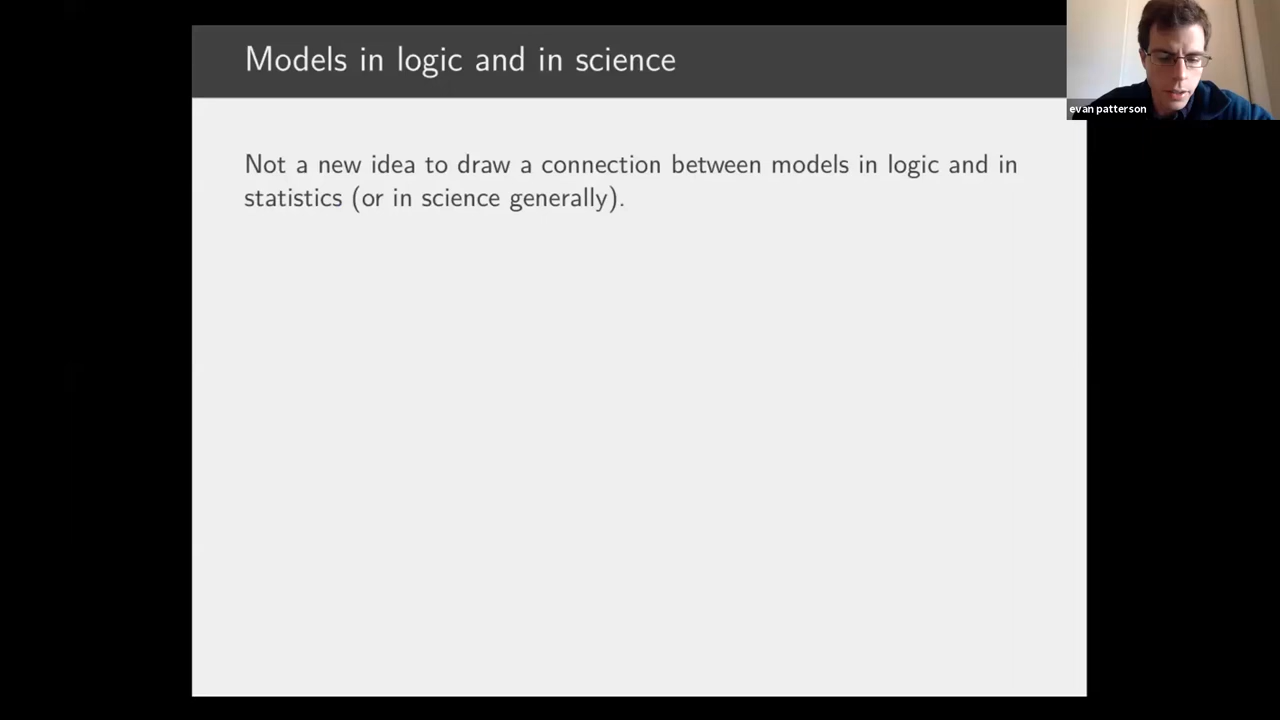 Models in logic and in science
evan patterson
Not a new idea to draw a connection between models in logic and in
statistics (or in science generally).